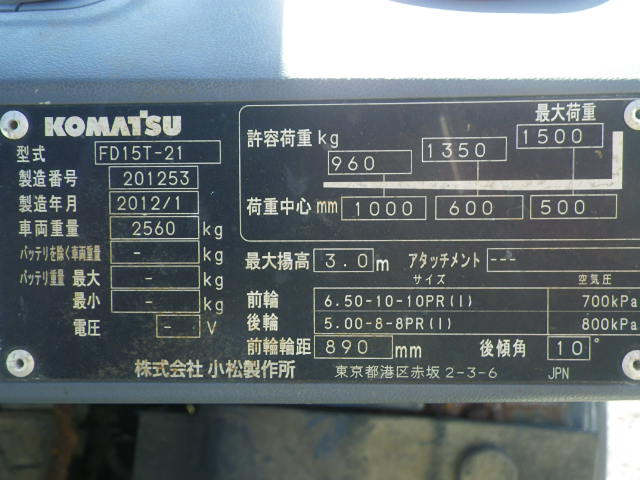 KOMATSU
型式 FD15T-21
製造番号 201253
製造年月 2012/1
車両重量 2560 kg
バッテリを除く車両重量 - kg
バッテリ重量 最大 - kg
最小 - kg
電圧 - V
最大荷重
許容荷重 kg 960 1350 1500
荷重中心 mm 1000 600 500
最大揚高 3.0 m アタッチメント ---
サイズ 空気圧
前輪 6.50-10-10PR(I) 700kPa
後輪 5.00-8-8PR(I) 800kPa
前輪輪距 890 mm 後傾角 10°
株式会社 小松製作所 東京都港区赤坂 2-3-6 JPN